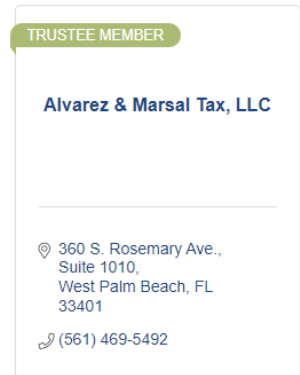 TRUSTEE MEMBER
Alvarez & Marsal Tax, LLC
360 S. Rosemary Ave.,
Suite 1010,
West Palm Beach, FL
33401
(561) 469-5492